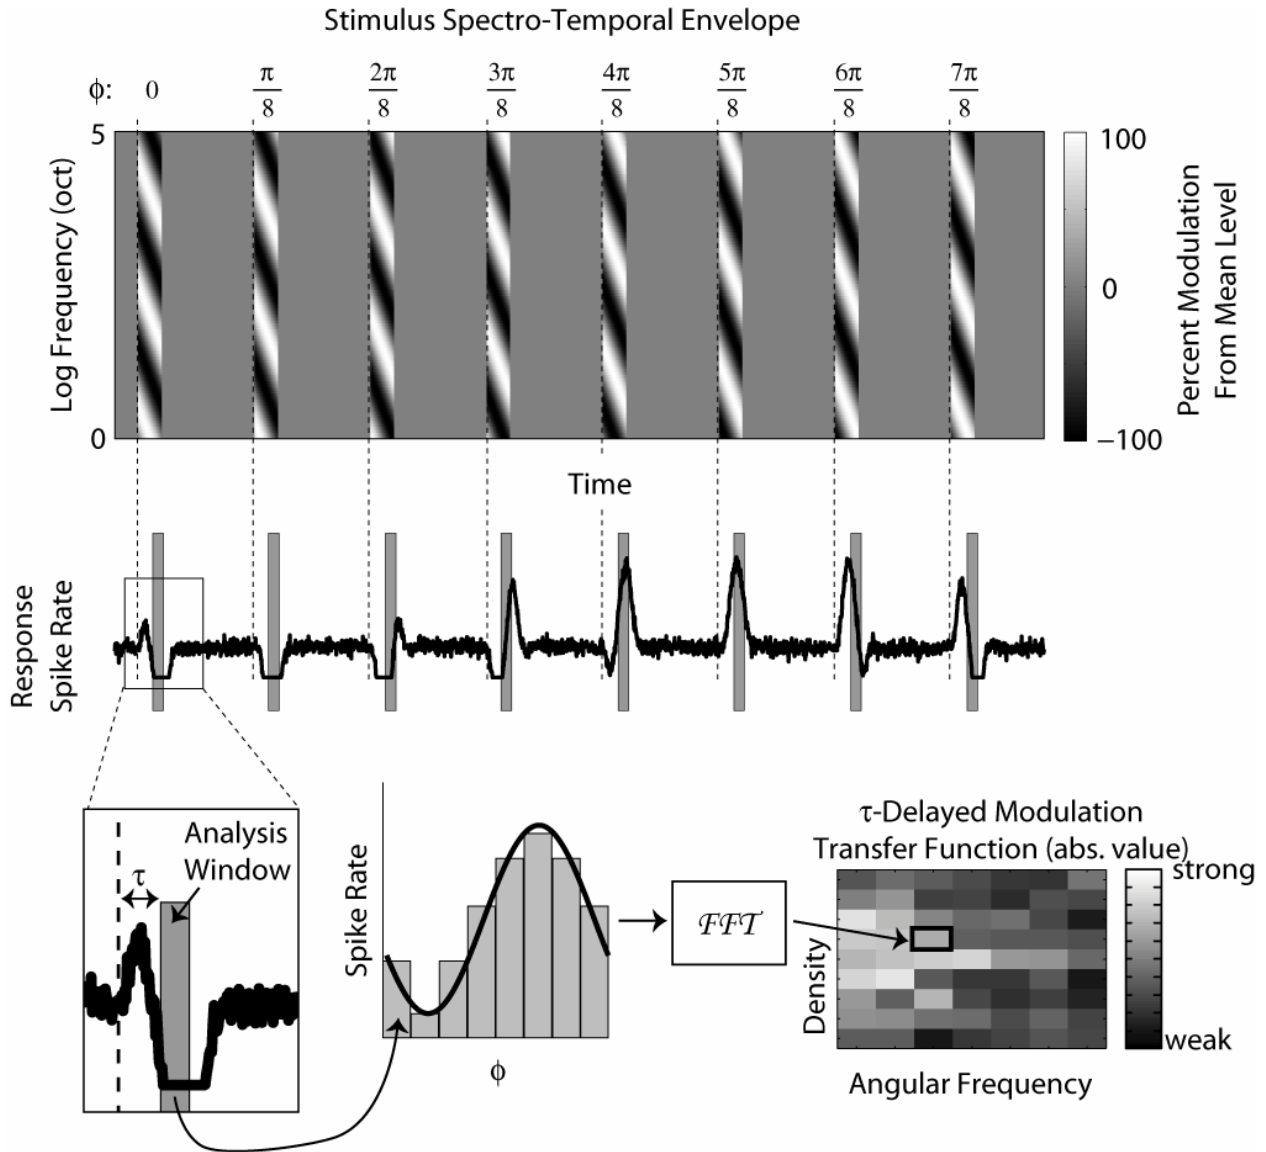 Stimulus Spectro-Temporal Envelope
ϕ: 0 π/8 2π/8 3π/8 4π/8 5π/8 6π/8 7π/8
5
0
Log Frequency (oct)
Time
100
0
−100
Percent Modulation
From Mean Level
Response
Spike Rate
Analysis
Window
τ
Spike Rate
ϕ
FFT
τ-Delayed Modulation
Transfer Function (abs. value)
strong
weak
Density
Angular Frequency